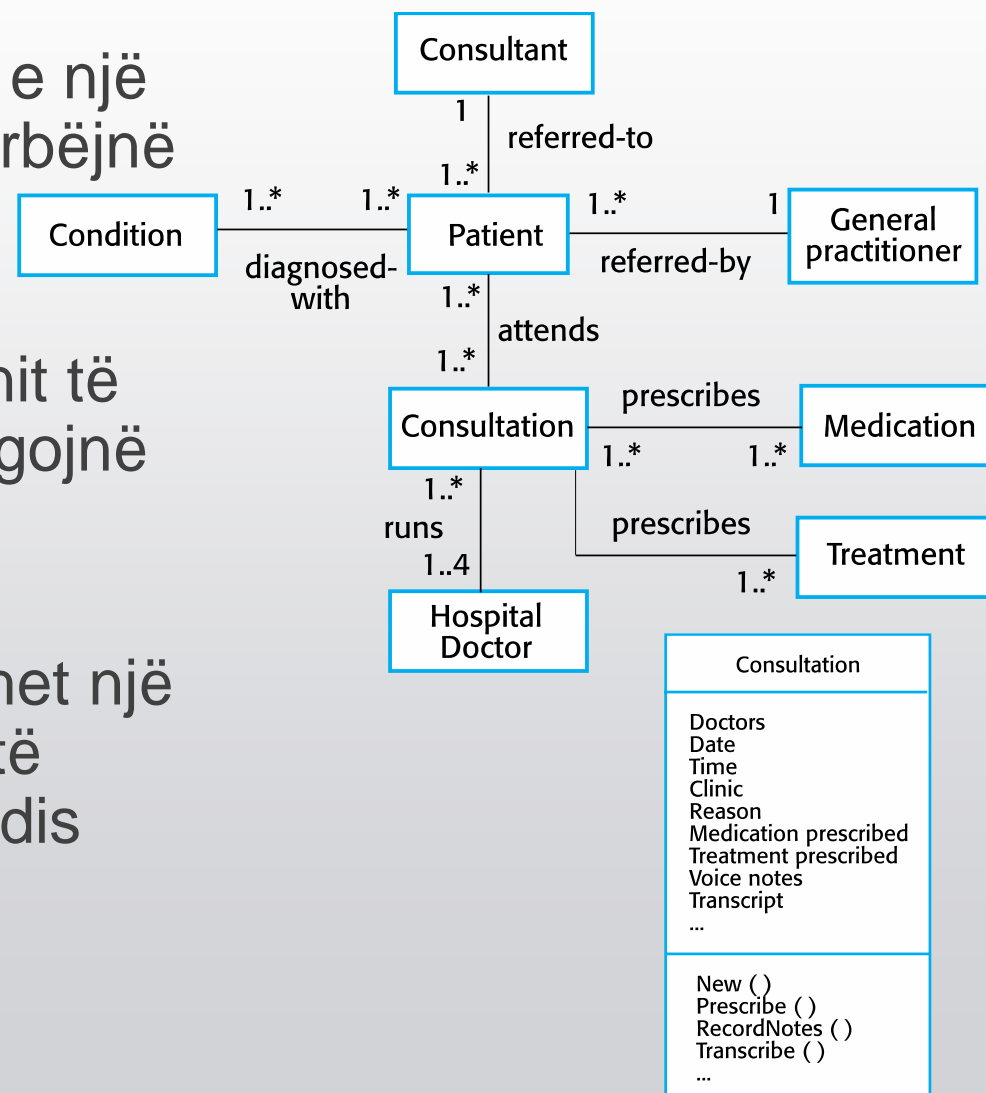 e një
rbëjnë
nit të
gojnë
net një
të
dis
Consultant
1
referred-to
1..*
Condition
1..*
1..*
diagnosed-
with
Patient
1..*
1
referred-by
General
practitioner
1..*
attends
1..*
Consultation
prescribes
1..*
1..*
Medication
prescribes
1..*
Treatment
1..*
runs
1..4
Hospital
Doctor
Consultation
Doctors
Date
Time
Clinic
Reason
Medication prescribed
Treatment prescribed
Voice notes
Transcript
...
New ( )
Prescribe ( )
RecordNotes ( )
Transcribe ( )
...